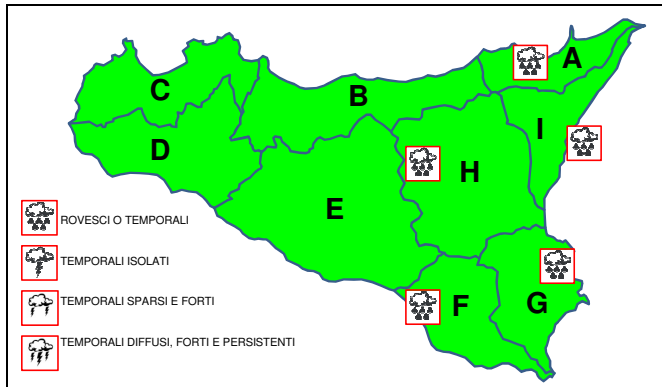 A
C
B
I
D
H
E
ROVESCI O TEMPORALI
TEMPORALI ISOLATI
F
G
TEMPORALI SPARSI E FORTI
TEMPORALI DIFFUSI, FORTI E PERSISTENTI